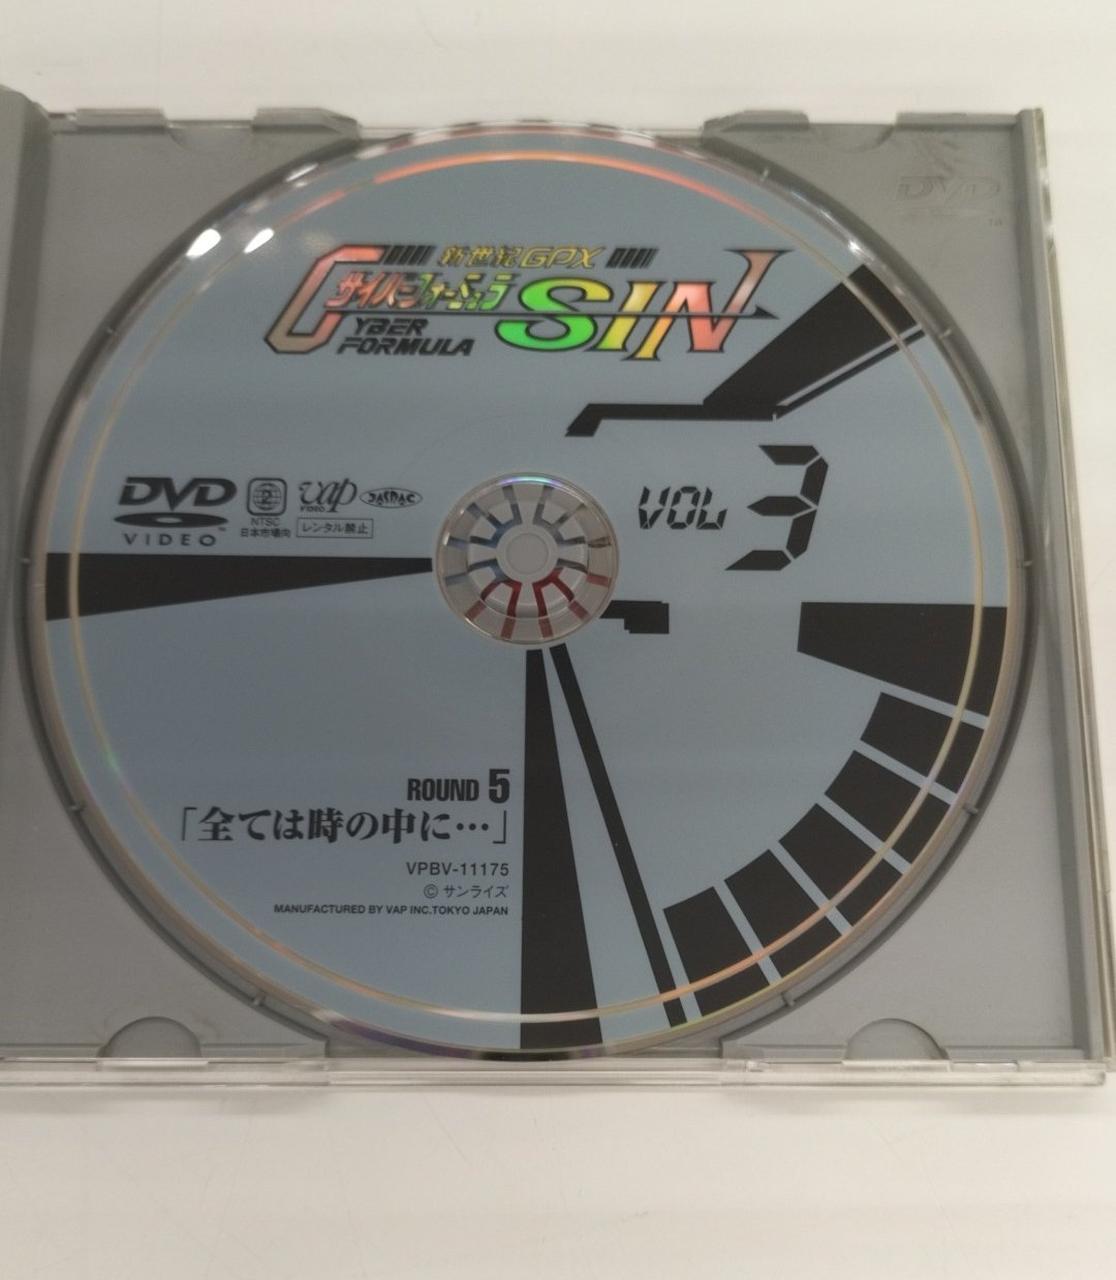 新世紀GPX
サイバーフォーミュラ SIN
CYBER
FORMULA
VOL 3
DVD
VIDEO
2
NTSC
日本市場向
vap
VIDEO
JASRAC
レンタル禁止
ROUND 5
「全ては時の中に…」
VPBV-11175
© サンライズ
MANUFACTURED BY VAP INC.TOKYO JAPAN
DVD
TM